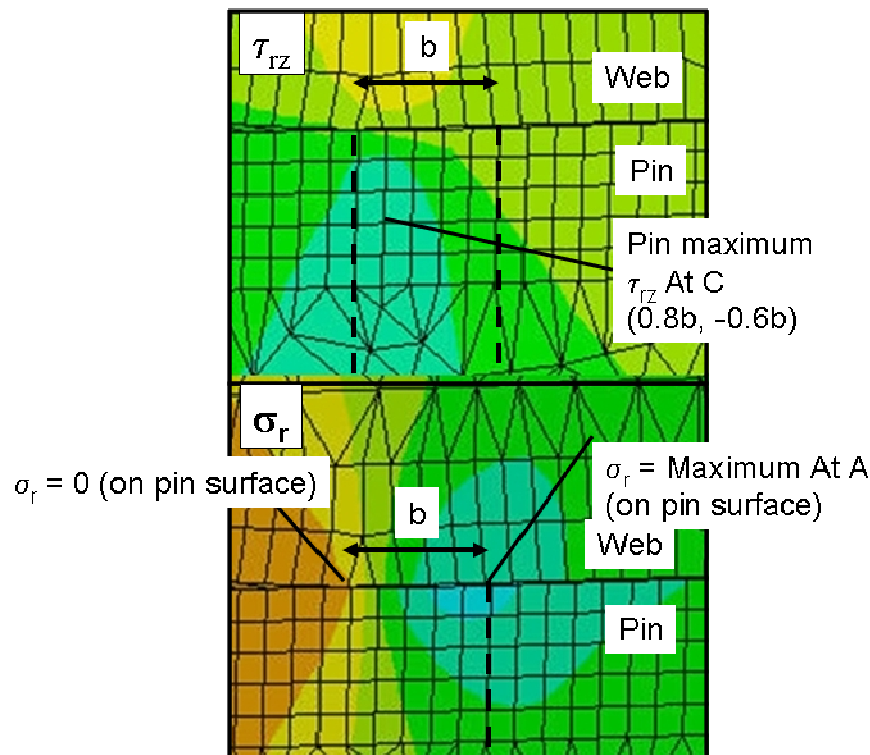 τrz
b
Web
Pin
Pin maximum
τrz At C
(0.8b, -0.6b)
σr
σr = 0 (on pin surface)
b
σr = Maximum At A
(on pin surface)
Web
Pin